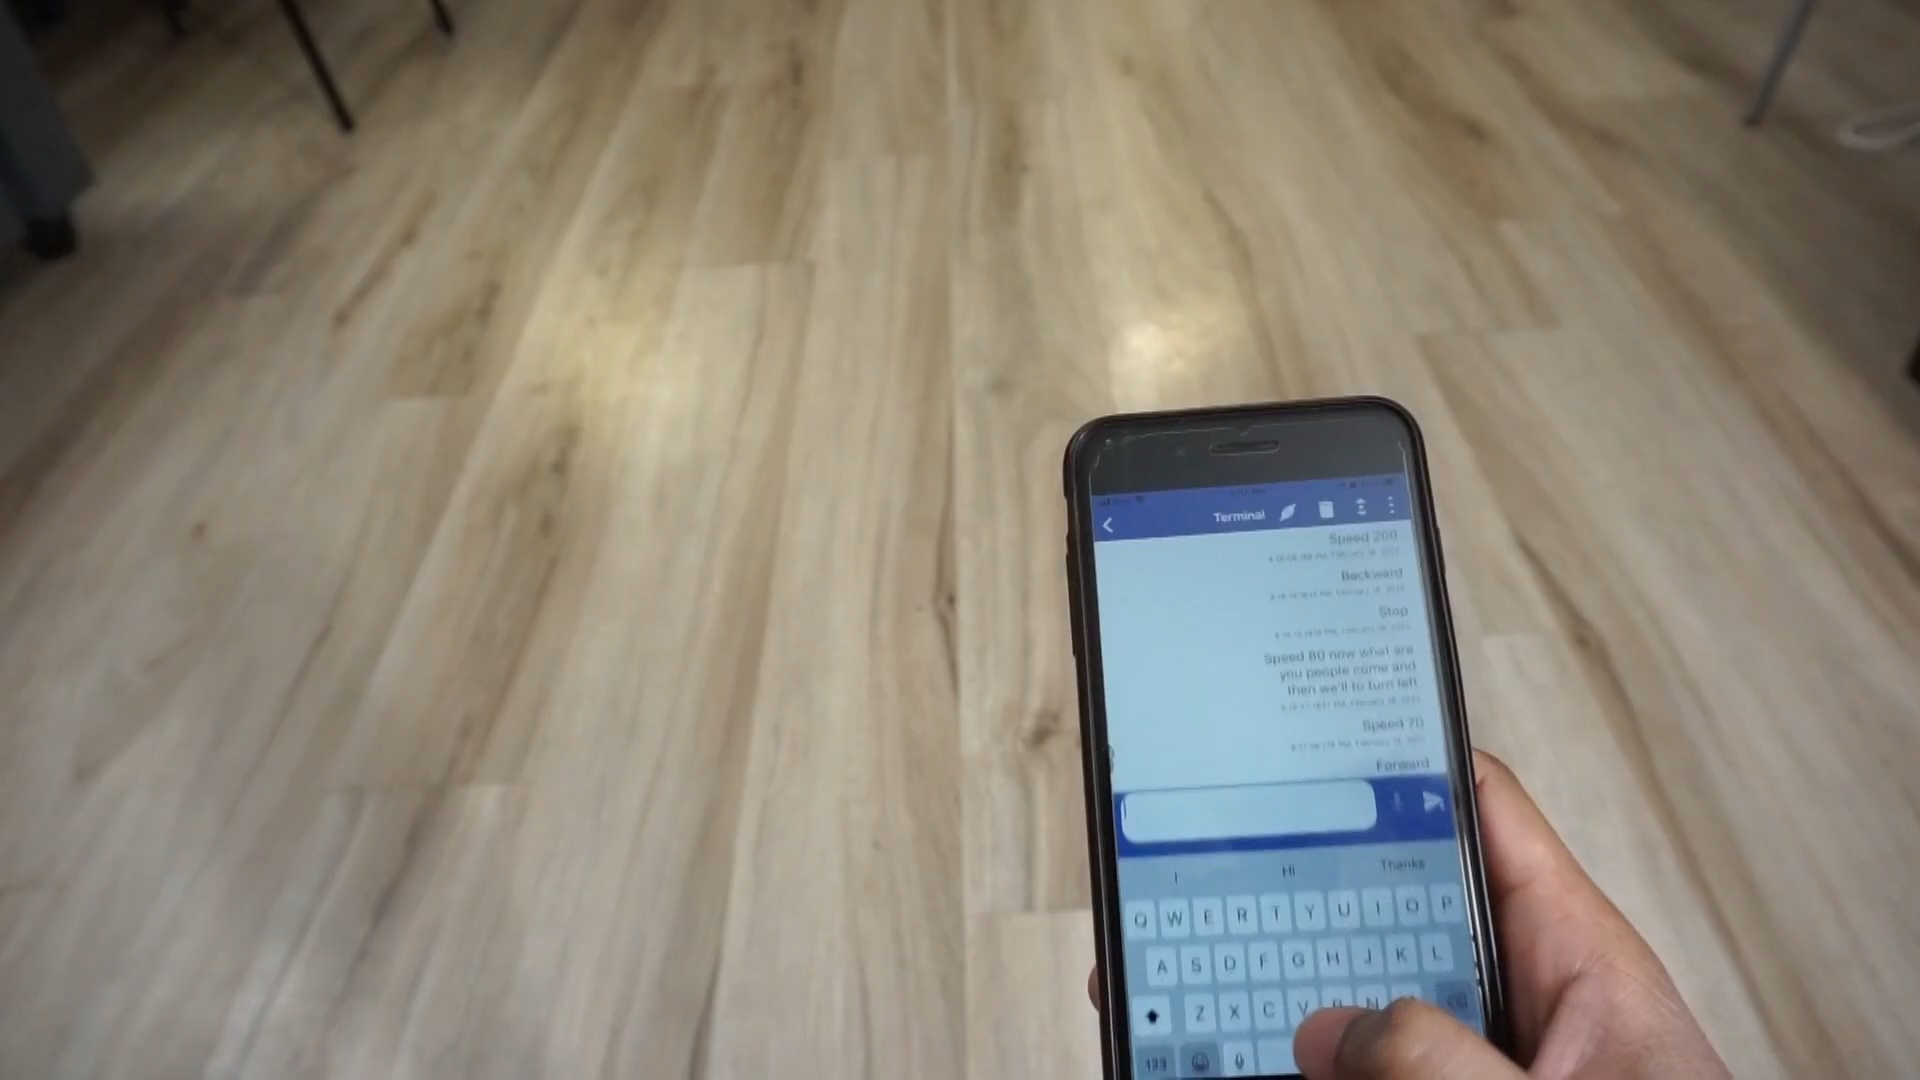 Terminal
Speed 200
Backward
Stop
Speed 80 now what are
you people come and
then we'll to turn left
Speed 70
Forward
I Hi Thanks
Q W E R T Y U I O P
A S D F G H J K L
Z X C V B N
123